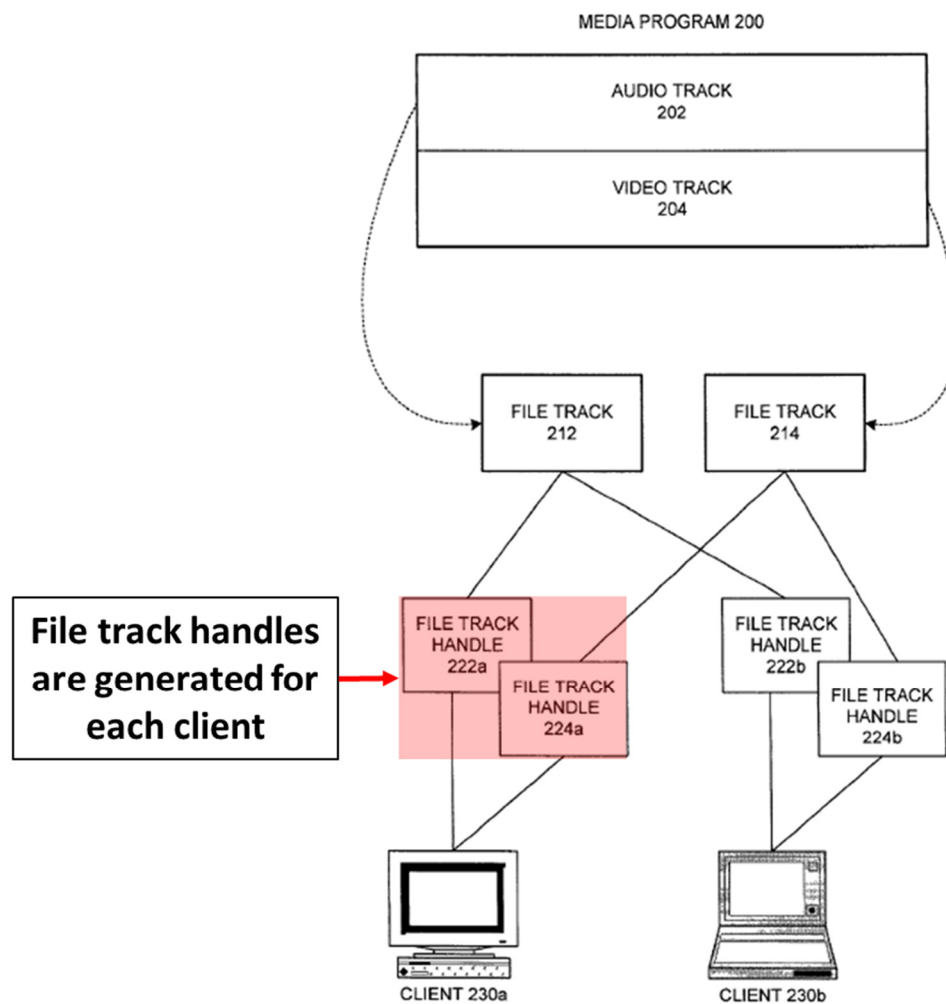 MEDIA PROGRAM 200
AUDIO TRACK
202
VIDEO TRACK
204
FILE TRACK
212
FILE TRACK
214
File track handles
are generated for
each client
FILE TRACK
HANDLE
222a
FILE TRACK
HANDLE
224a
FILE TRACK
HANDLE
222b
FILE TRACK
HANDLE
224b
CLIENT 230a
CLIENT 230b